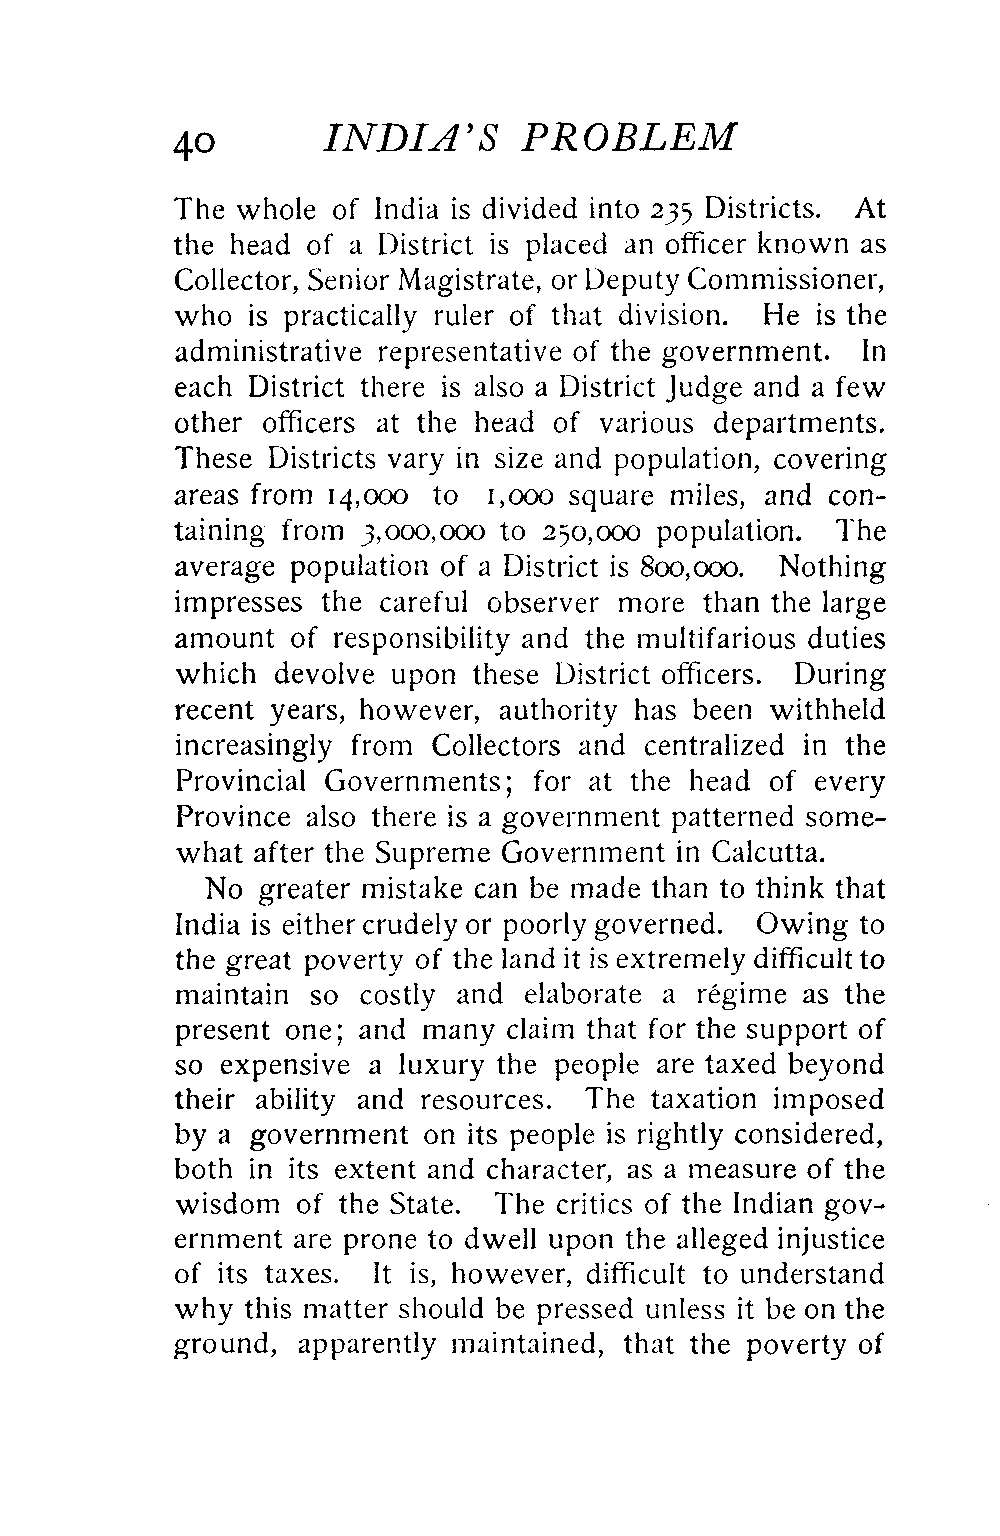 40 INDIA'S PROBLEM
The whole of India is divided into 235 Districts. At
the head of a District is placed an officer known as
Collector, Senior Magistrate, or Deputy Commissioner,
who is practically ruler of that division. He is the
administrative representative of the government. In
each District there is also a District Judge and a few
other officers at the head of various departments.
These Districts vary in size and population, covering
areas from 14,000 to 1,000 square miles, and con-
taining from 3,000,000 to 250,000 population. The
average population of a District is 800,000. Nothing
impresses the careful observer more than the large
amount of responsibility and the multifarious duties
which devolve upon these District officers. During
recent years, however, authority has been withheld
increasingly from Collectors and centralized in the
Provincial Governments; for at the head of every
Province also there is a government patterned some-
what after the Supreme Government in Calcutta.
No greater mistake can be made than to think that
India is either crudely or poorly governed. Owing to
the great poverty of the land it is extremely difficult to
maintain so costly and elaborate a régime as the
present one; and many claim that for the support of
so expensive a luxury the people are taxed beyond
their ability and resources. The taxation imposed
by a government on its people is rightly considered,
both in its extent and character, as a measure of the
wisdom of the State. The critics of the Indian gov-
ernment are prone to dwell upon the alleged injustice
of its taxes. It is, however, difficult to understand
why this matter should be pressed unless it be on the
ground, apparently maintained, that the poverty of